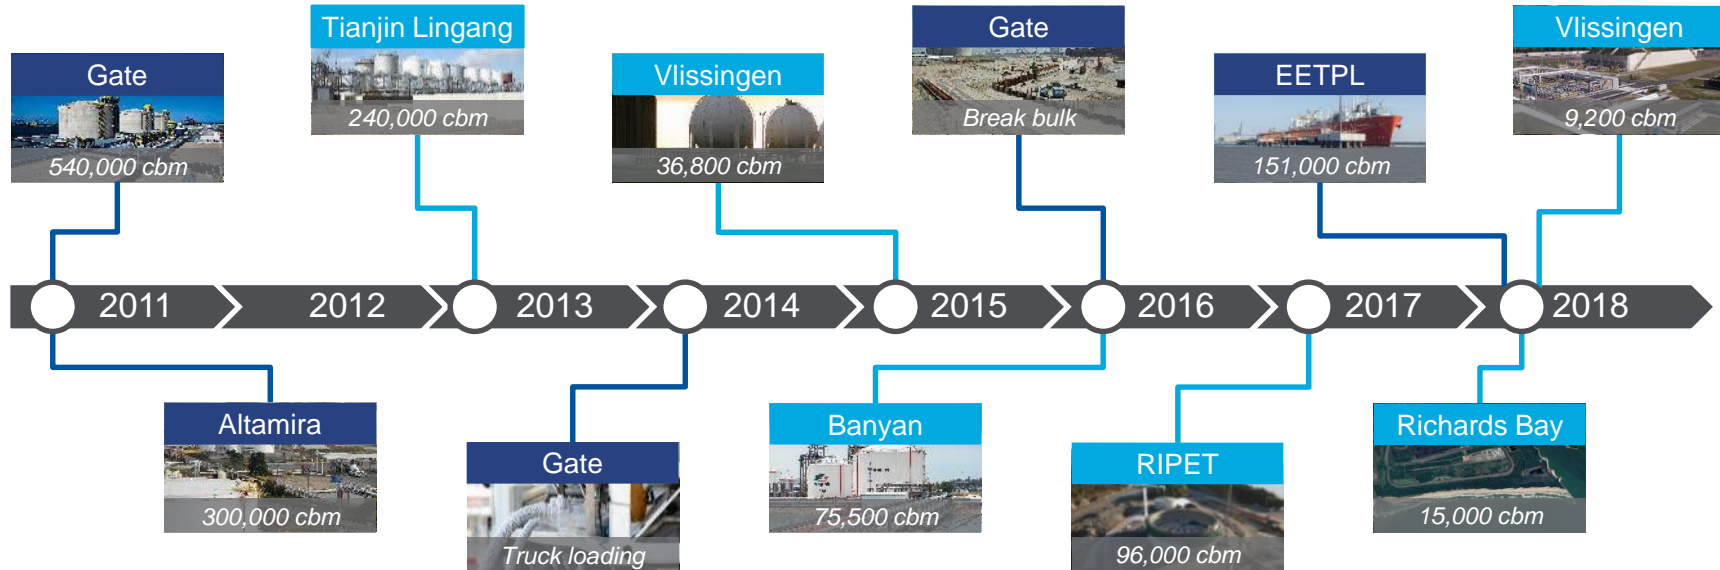 Tianjin Lingang
240,000 cbm
Gate
Break bulk
Vlissingen
9,200 cbm
Gate
540,000 cbm
Vlissingen
36,800 cbm
EETPL
151,000 cbm
2011
2012
2013
2014
2015
2016
2017
2018
Altamira
300,000 cbm
Gate
Truck loading
Banyan
75,500 cbm
RIPET
96,000 cbm
Richards Bay
15,000 cbm